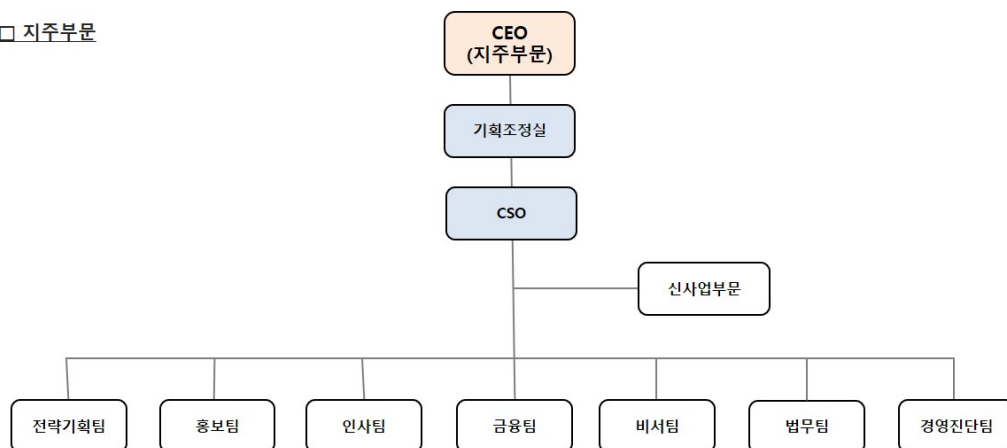 □ 지주부문
CEO
(지주부문)
기획조정실
CSO
신사업부문
전략기획팀
홍보팀
인사팀
금융팀
비서팀
법무팀
경영진단팀